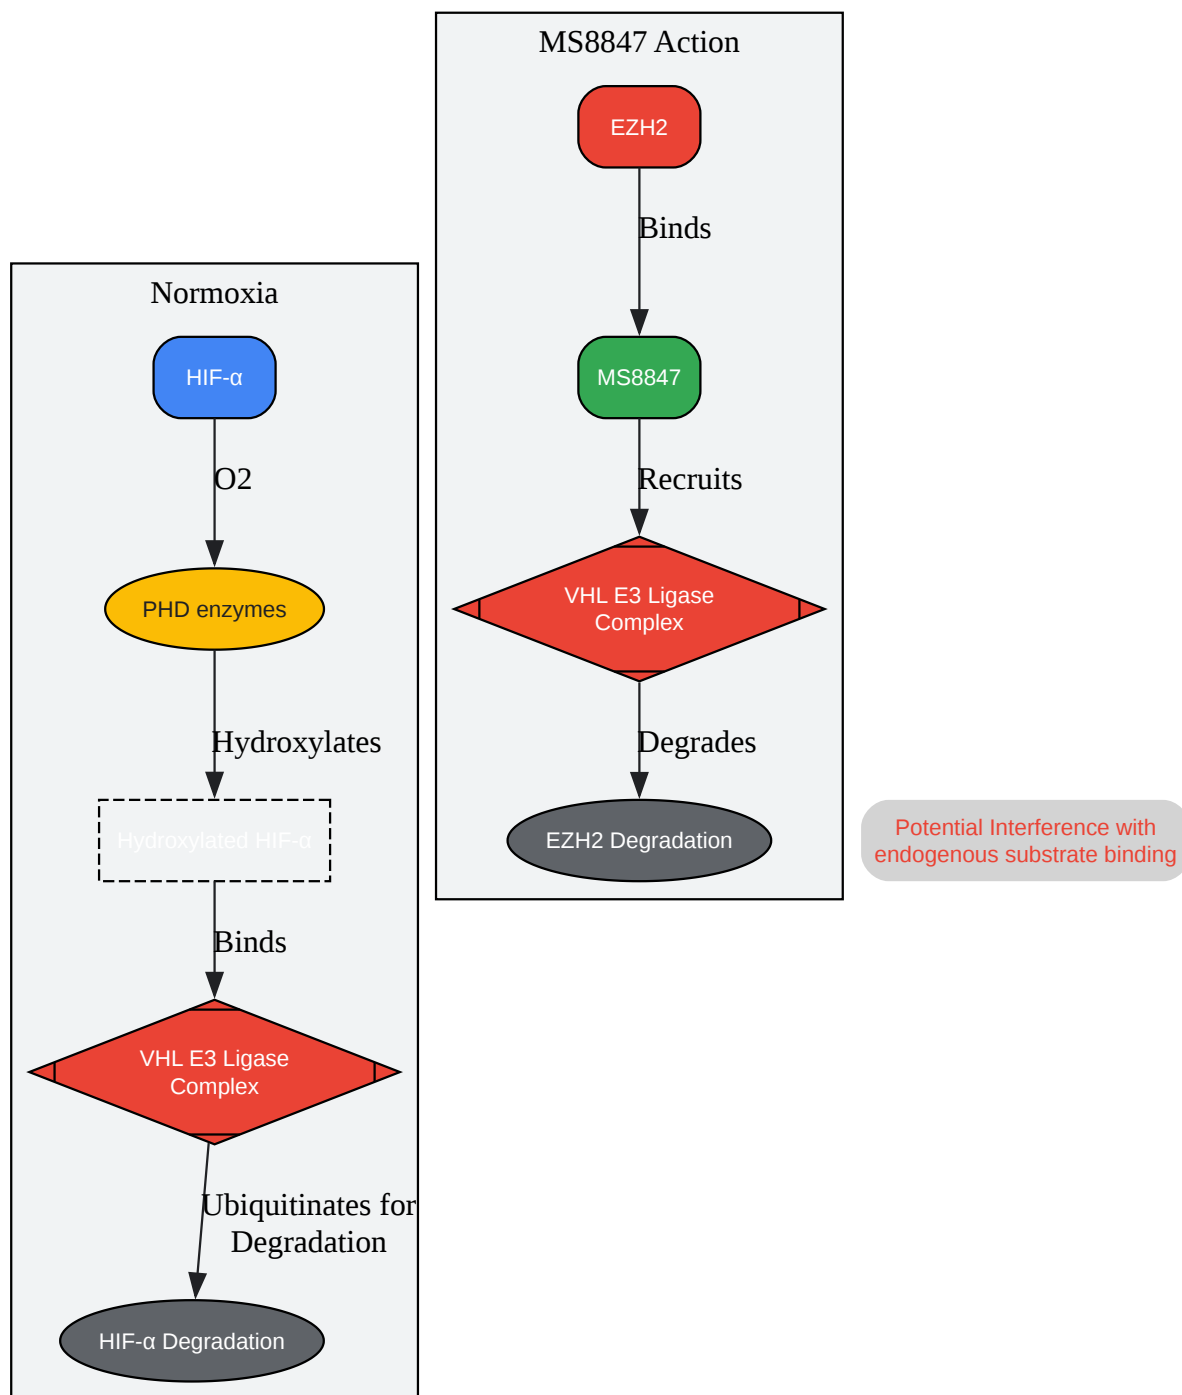 MS8847 Action
EZH2
Binds
MS8847
Recruits
VHL E3 Ligase
Complex
Degrades
EZH2 Degradation
Normoxia
HIF-α
O2
PHD enzymes
Hydroxylates
Hydroxylated HIF-α
Binds
VHL E3 Ligase
Complex
Ubiquitinates for
Degradation
HIF-α Degradation
Potential Interference with
endogenous substrate binding